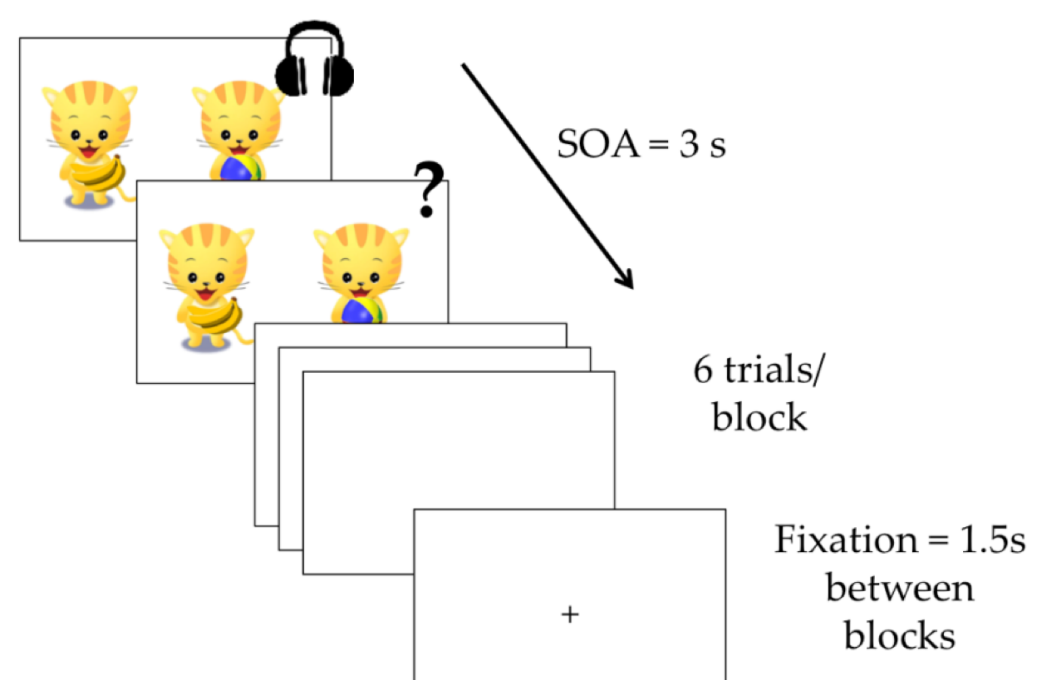 ?
SOA = 3 s
6 trials/
block
Fixation = 1.5s
between
blocks
+